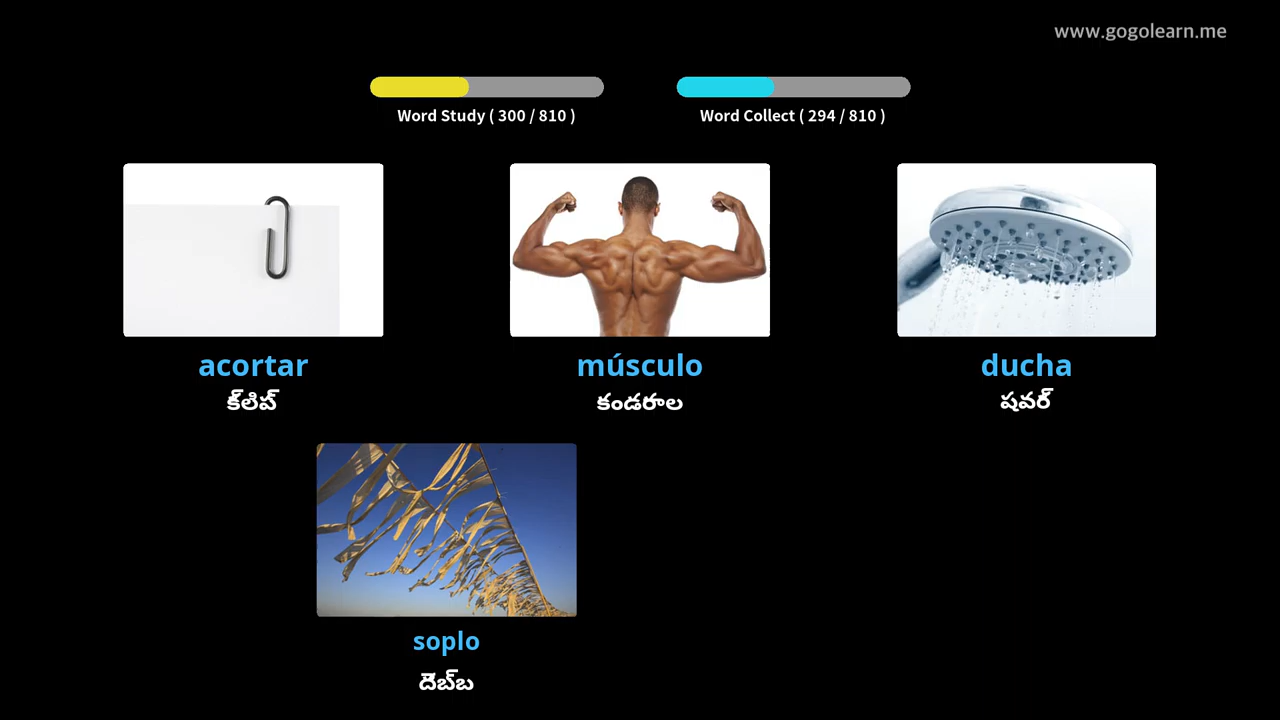 www.gogolearn.me
Word Study ( 300 / 810 )
Word Collect ( 294 / 810 )
acortar
క్‌లిప్
músculo
కండరాల
ducha
షవర్
soplo
దెబ్‌బ